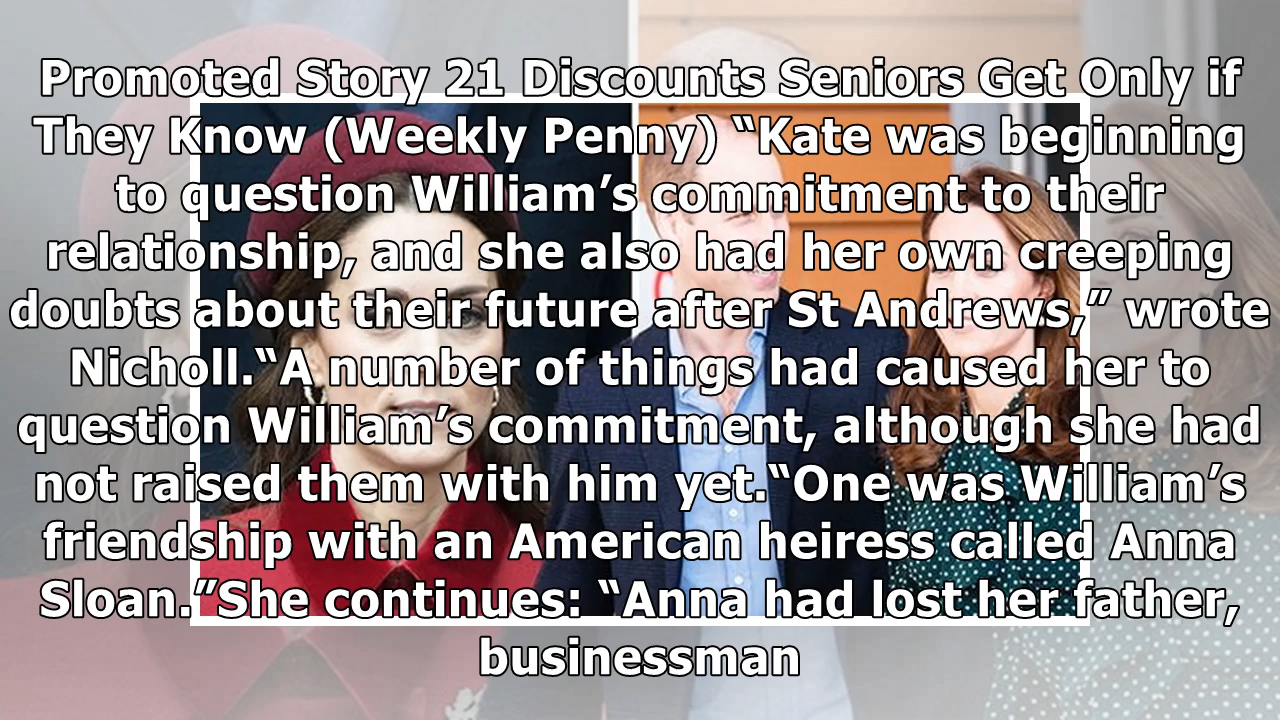 Promoted Story 21 Discounts Seniors Get Only if
They Know (Weekly Penny) “Kate was beginning
to question William’s commitment to their
relationship, and she also had her own creeping
doubts about their future after St Andrews,” wrote
Nicholl.“A number of things had caused her to
question William’s commitment, although she had
not raised them with him yet.“One was William’s
friendship with an American heiress called Anna
Sloan.”She continues: “Anna had lost her father,
businessman